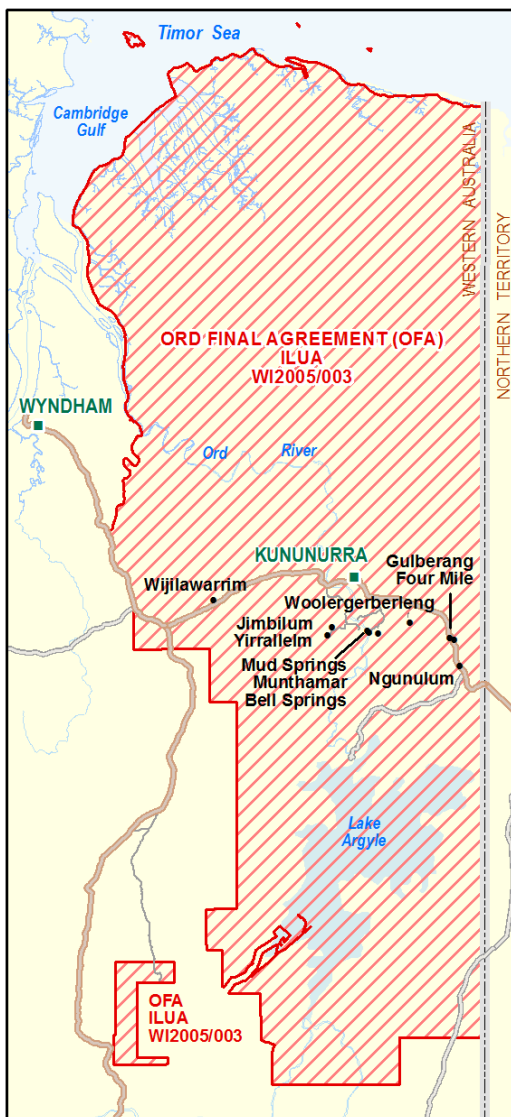 Timor Sea
Cambridge
Gulf
WESTERN AUSTRALIA
NORTHERN TERRITORY
ORD FINAL AGREEMENT (OFA)
ILUA
WI2005/003
WYNDHAM
Ord River
KUNUNURRA
Gulberang
Four Mile
Wijilawarrim
Woolergerberleng
Jimbilum
Yirrallelm
Mud Springs
Munthamar
Bell Springs
Ngunulum
Lake
Argyle
OFA
ILUA
WI2005/003